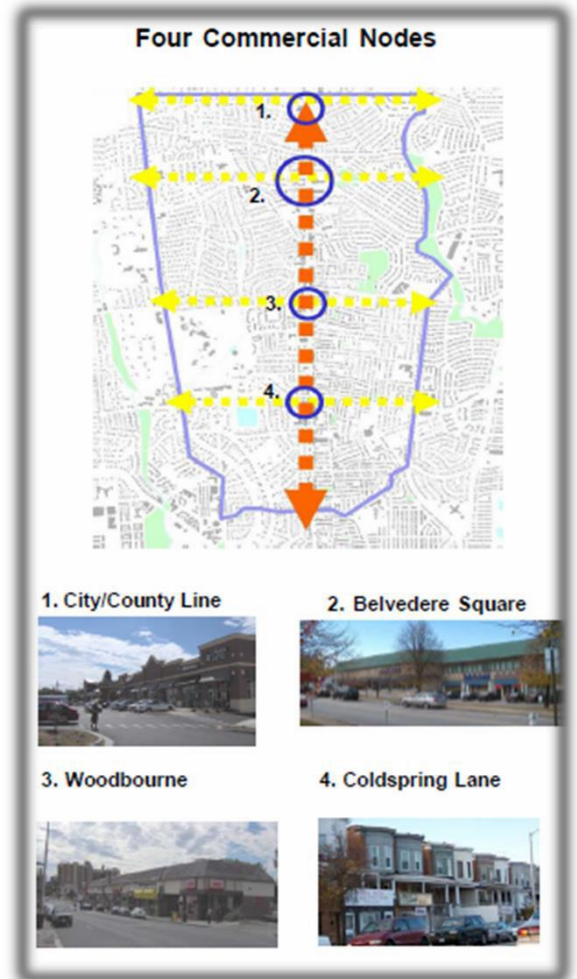 Four Commercial Nodes
1.
2.
3.
4.
1. City/County Line
2. Belvedere Square
3. Woodbourne
4. Coldspring Lane